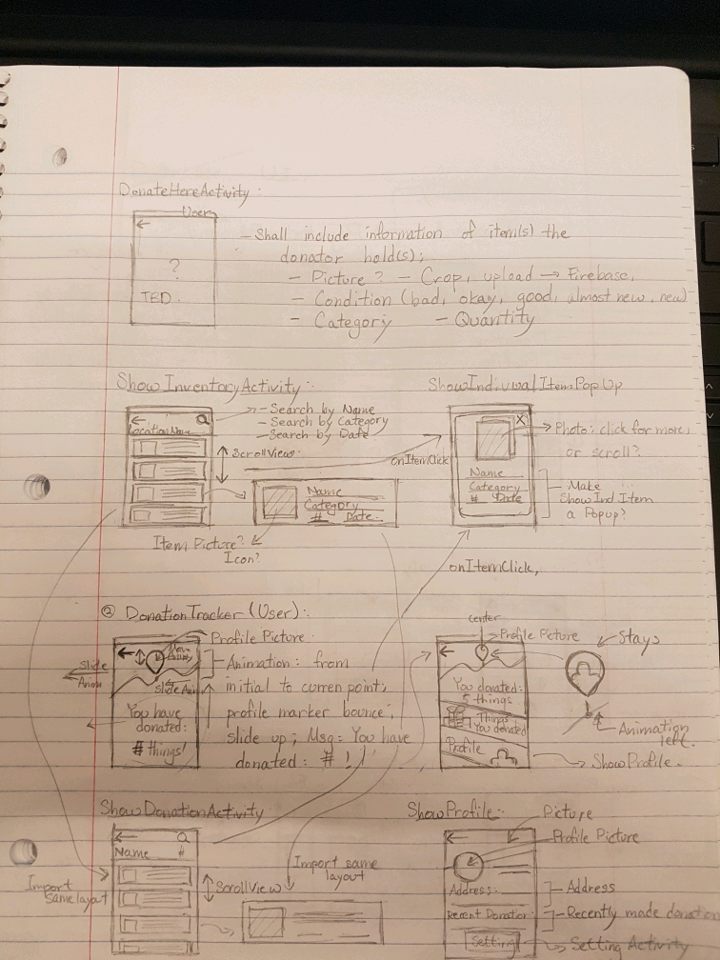 DonateHereActivity:
User
?
TBD.
- Shall include information of item(s) the
donator hold(s);
- Picture? - Crop, upload → Firebase,
- Condition (bad, okay, good, almost new, new)
- Category - Quantity
ShowInventoryActivity:
Location Name
- Search by Name
- Search by Category
- Search by Date
ScrollView
onItemClick
Name
Category
# Date
Item Picture?
Icon?
ShowIndivualItemPopUp
X
Photo: click for more,
or scroll?
Name
Category
# Date
- Make
ShowInd Item
a Popup?
onItemClick,
DonationTracker (User):
Profile Picture
Slide
Anim
You have
donated:
# things!
- Animation: from
initial to curren point;
profile marker bounce;
slide up; Msg: You have
donated: # !
center
Profile Picture
Stays
You donated:
5 things
Things
You donated
Profile
Animation
left.
ShowProfile.
ShowDonationActivity
Name #
Import
same layout
ScrollView
Import same
layout
ShowProfile:
Picture
Profile Picture
Address:
Address
Recent Donation:
Recently made donation
Setting
Setting Activity